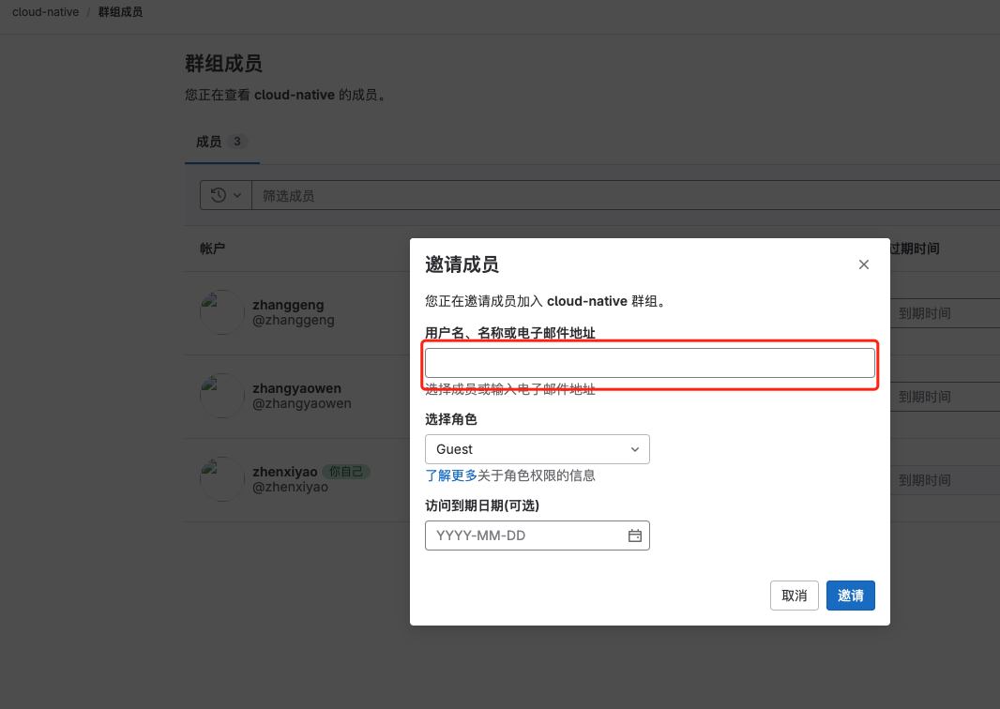 cloud-native / 群组成员
群组成员
您正在查看 cloud-native 的成员。
成员 3
筛选成员
帐户
过期时间
zhanggeng
@zhanggeng
到期时间
zhangyaowen
@zhangyaowen
到期时间
zhenxiyao 你自己
@zhenxiyao
到期时间
邀请成员
您正在邀请成员加入 cloud-native 群组。
用户名、名称或电子邮件地址
选择成员或输入电子邮件地址
选择角色
Guest
了解更多关于角色权限的信息
访问到期日期(可选)
YYYY-MM-DD
取消
邀请